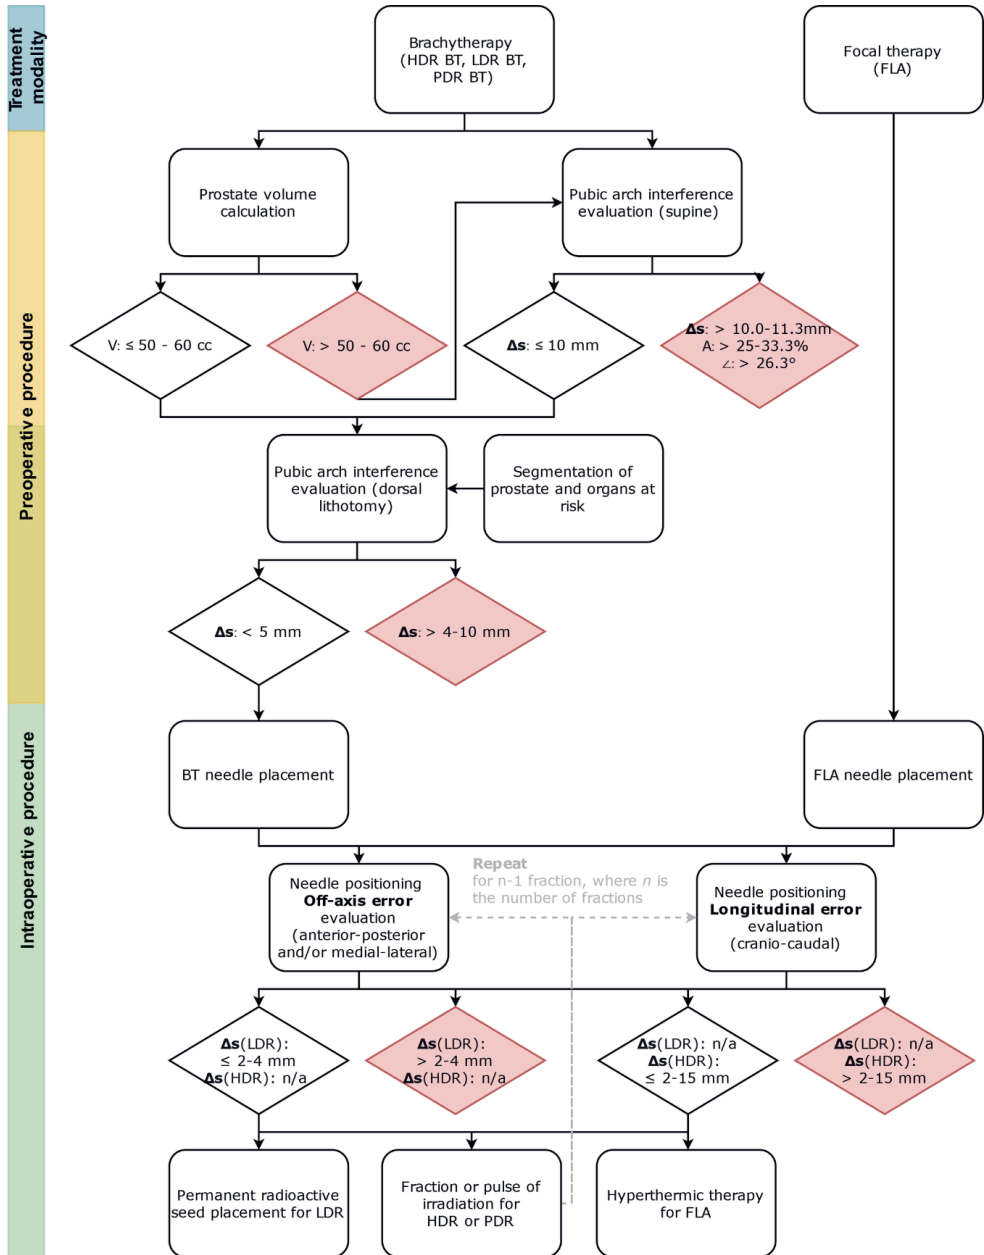 Treatment
modality
Brachytherapy
(HDR BT, LDR BT,
PDR BT)
Focal therapy
(FLA)
Preoperative procedure
Prostate volume
calculation
Pubic arch interference
evaluation (supine)
V: ≤ 50 - 60 cc
V: > 50 - 60 cc
Δs: ≤ 10 mm
Δs: > 10.0-11.3mm
A: > 25-33.3%
∠: > 26.3º
Pubic arch interference
evaluation (dorsal
lithotomy)
Segmentation of
prostate and organs at
risk
Δs: < 5 mm
Δs: > 4-10 mm
Intraoperative procedure
BT needle placement
FLA needle placement
Needle positioning
Off-axis error
evaluation
(anterior-posterior
and/or medial-lateral)
Repeat
for n-1 fraction, where n is
the number of fractions
Needle positioning
Longitudinal error
evaluation
(cranio-caudal)
Δs(LDR):
≤ 2-4 mm
Δs(HDR): n/a
Δs(LDR):
> 2-4 mm
Δs(HDR): n/a
Δs(LDR): n/a
Δs(HDR):
≤ 2-15 mm
Δs(LDR): n/a
Δs(HDR):
> 2-15 mm
Permanent radioactive
seed placement for LDR
Fraction or pulse of
irradiation for
HDR or PDR
Hyperthermic therapy
for FLA